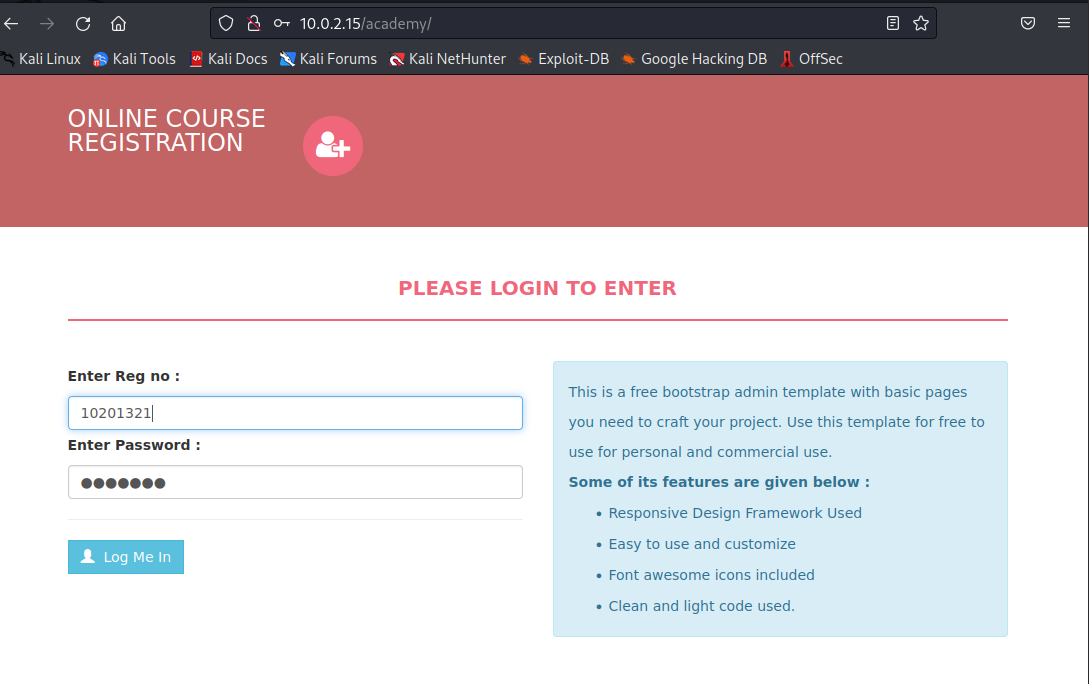 10.0.2.15/academy/
Kali Linux Kali Tools Kali Docs Kali Forums Kali NetHunter Exploit-DB Google Hacking DB OffSec
ONLINE COURSE
REGISTRATION
PLEASE LOGIN TO ENTER
Enter Reg no :
10201321
Enter Password :
●●●●●●●
Log Me In
This is a free bootstrap admin template with basic pages
you need to craft your project. Use this template for free to
use for personal and commercial use.
Some of its features are given below :
• Responsive Design Framework Used
• Easy to use and customize
• Font awesome icons included
• Clean and light code used.